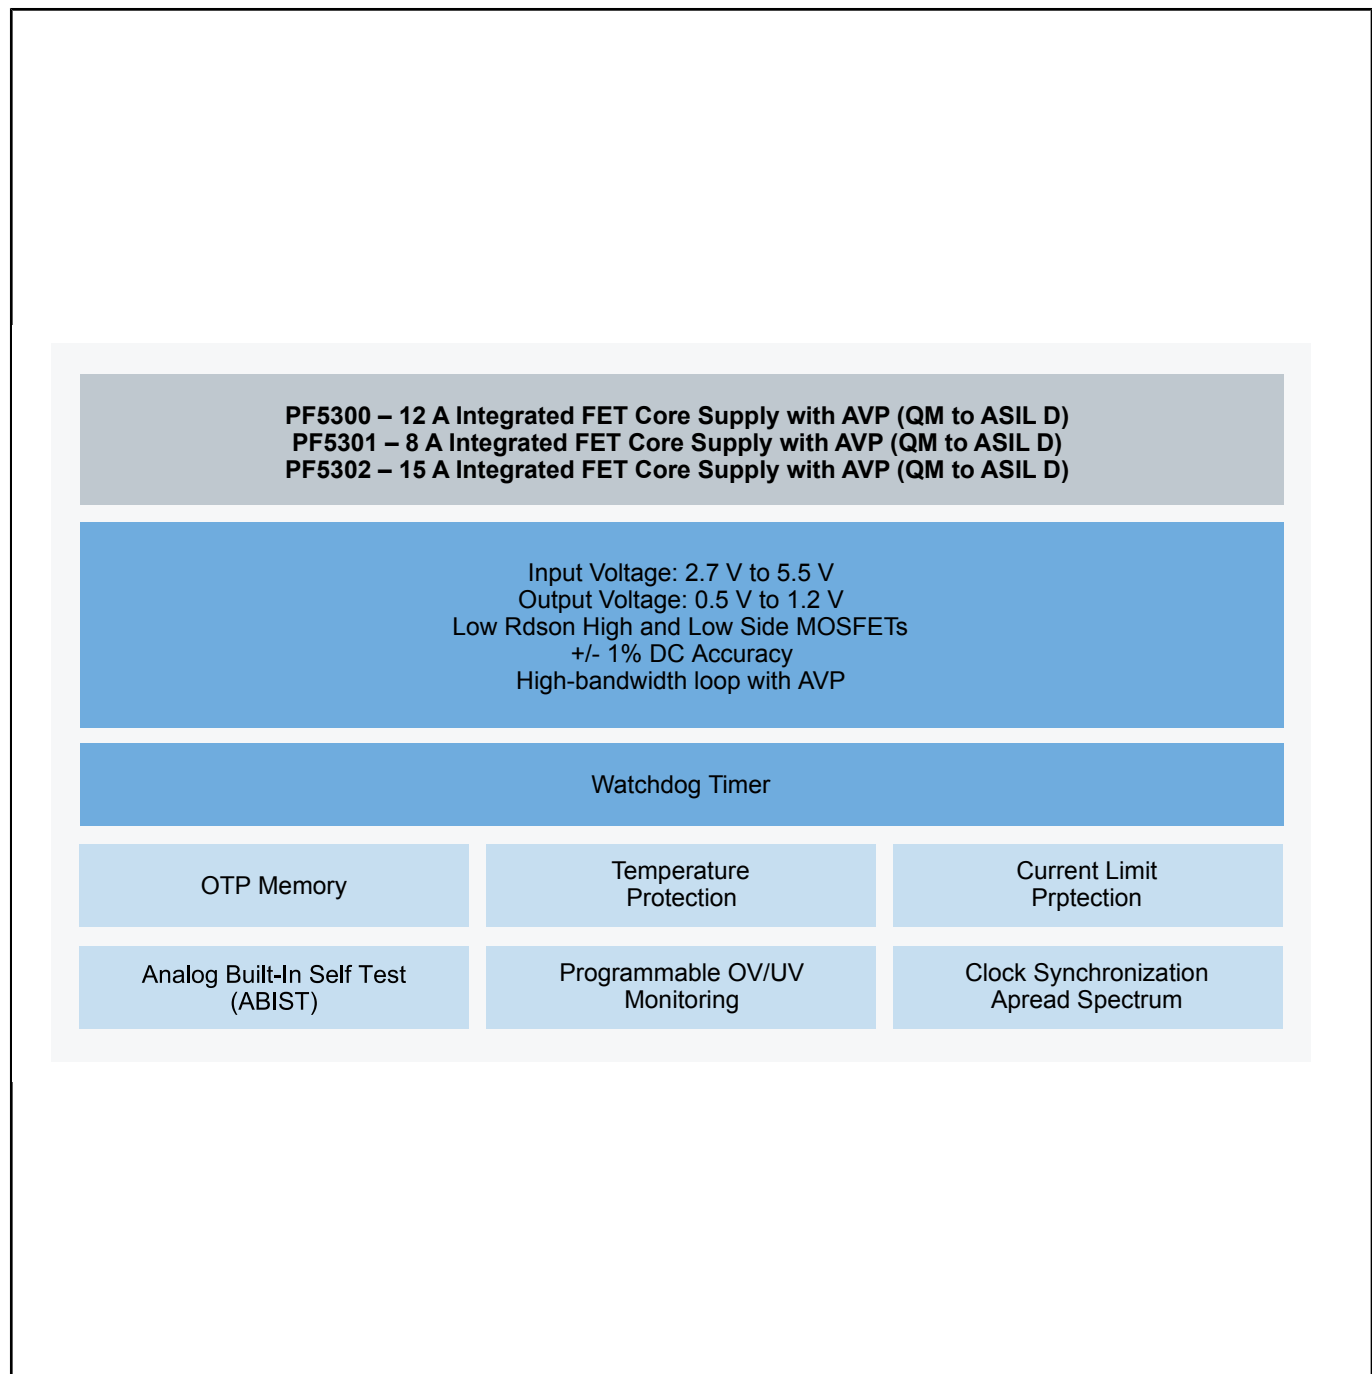 PF5300 – 12 A Integrated FET Core Supply with AVP (QM to ASIL D)
PF5301 – 8 A Integrated FET Core Supply with AVP (QM to ASIL D)
PF5302 – 15 A Integrated FET Core Supply with AVP (QM to ASIL D)
Input Voltage: 2.7 V to 5.5 V
Output Voltage: 0.5 V to 1.2 V
Low Rdson High and Low Side MOSFETs
+/- 1% DC Accuracy
High-bandwidth loop with AVP
Watchdog Timer
OTP Memory
Temperature
Protection
Current Limit
Prptection
Analog Built-In Self Test
(ABIST)
Programmable OV/UV
Monitoring
Clock Synchronization
Apread Spectrum